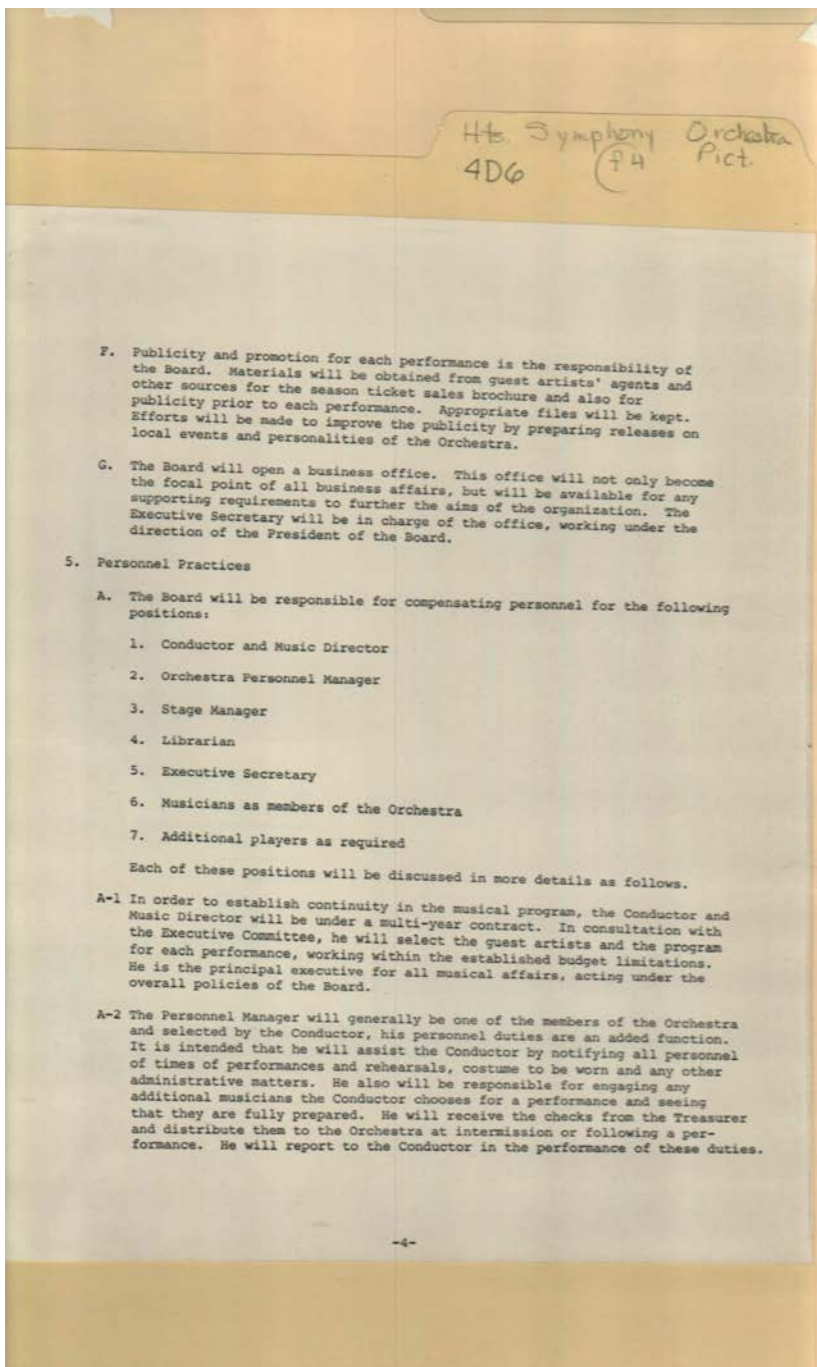 Hts. Symphony Orchestra
4D6 f4 Pict.
F. Publicity and promotion for each performance is the responsibility of
the Board. Materials will be obtained from guest artists' agents and
other sources for the season ticket sales brochure and also for
publicity prior to each performance. Appropriate files will be kept.
Efforts will be made to improve the publicity by preparing releases on
local events and personalities of the Orchestra.
G. The Board will open a business office. This office will not only become
the focal point of all business affairs, but will be available for any
supporting requirements to further the aims of the organization. The
Executive Secretary will be in charge of the office, working under the
direction of the President of the Board.
5. Personnel Practices
A. The Board will be responsible for compensating personnel for the following
positions:
1. Conductor and Music Director
2. Orchestra Personnel Manager
3. Stage Manager
4. Librarian
5. Executive Secretary
6. Musicians as members of the Orchestra
7. Additional players as required
Each of these positions will be discussed in more details as follows.
A-1 In order to establish continuity in the musical program, the Conductor and
Music Director will be under a multi-year contract. In consultation with
the Executive Committee, he will select the guest artists and the program
for each performance, working within the established budget limitations.
He is the principal executive for all musical affairs, acting under the
overall policies of the Board.
A-2 The Personnel Manager will generally be one of the members of the Orchestra
and selected by the Conductor, his personnel duties are an added function.
It is intended that he will assist the Conductor by notifying all personnel
of times of performances and rehearsals, costume to be worn and any other
administrative matters. He also will be responsible for engaging any
additional musicians the Conductor chooses for a performance and seeing
that they are fully prepared. He will receive the checks from the Treasurer
and distribute them to the Orchestra at intermission or following a per-
formance. He will report to the Conductor in the performance of these duties.
-4-